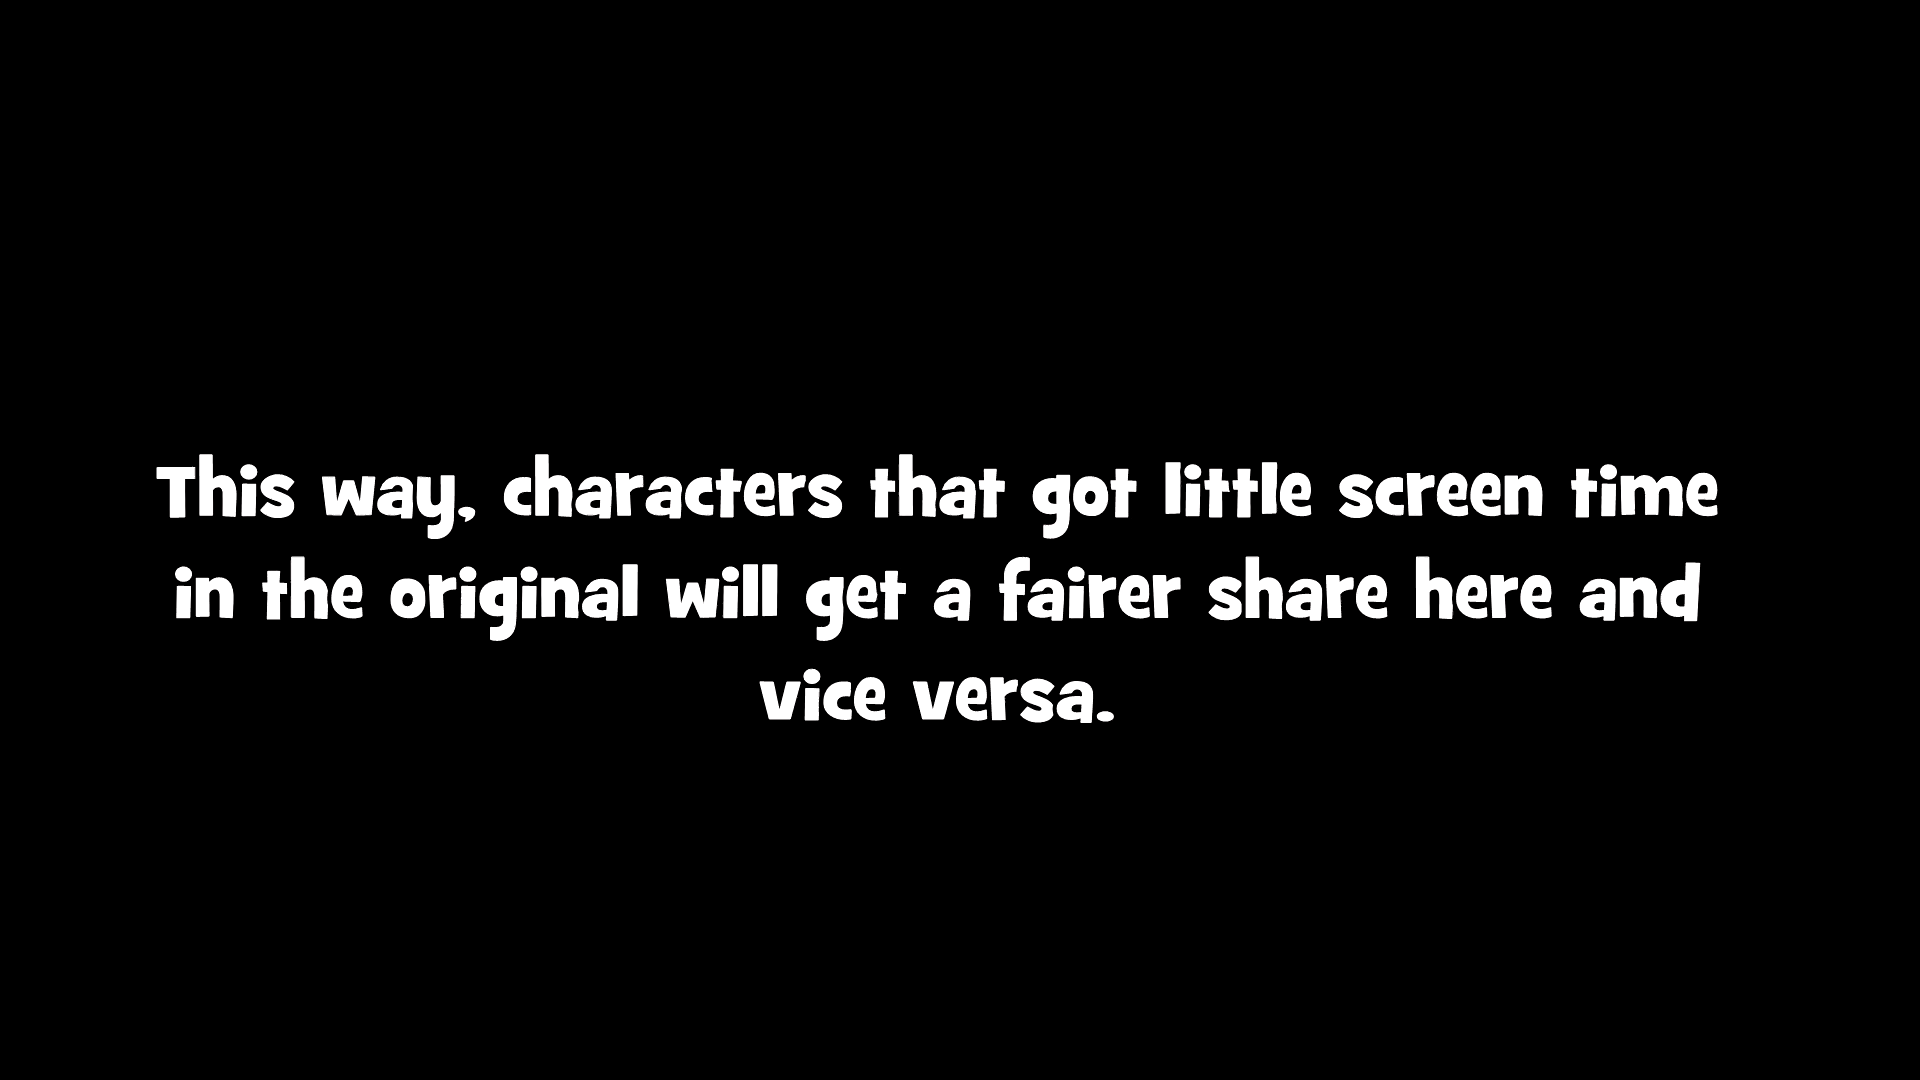 This way, characters that got little screen time
in the original will get a fairer share here and
vice versa.